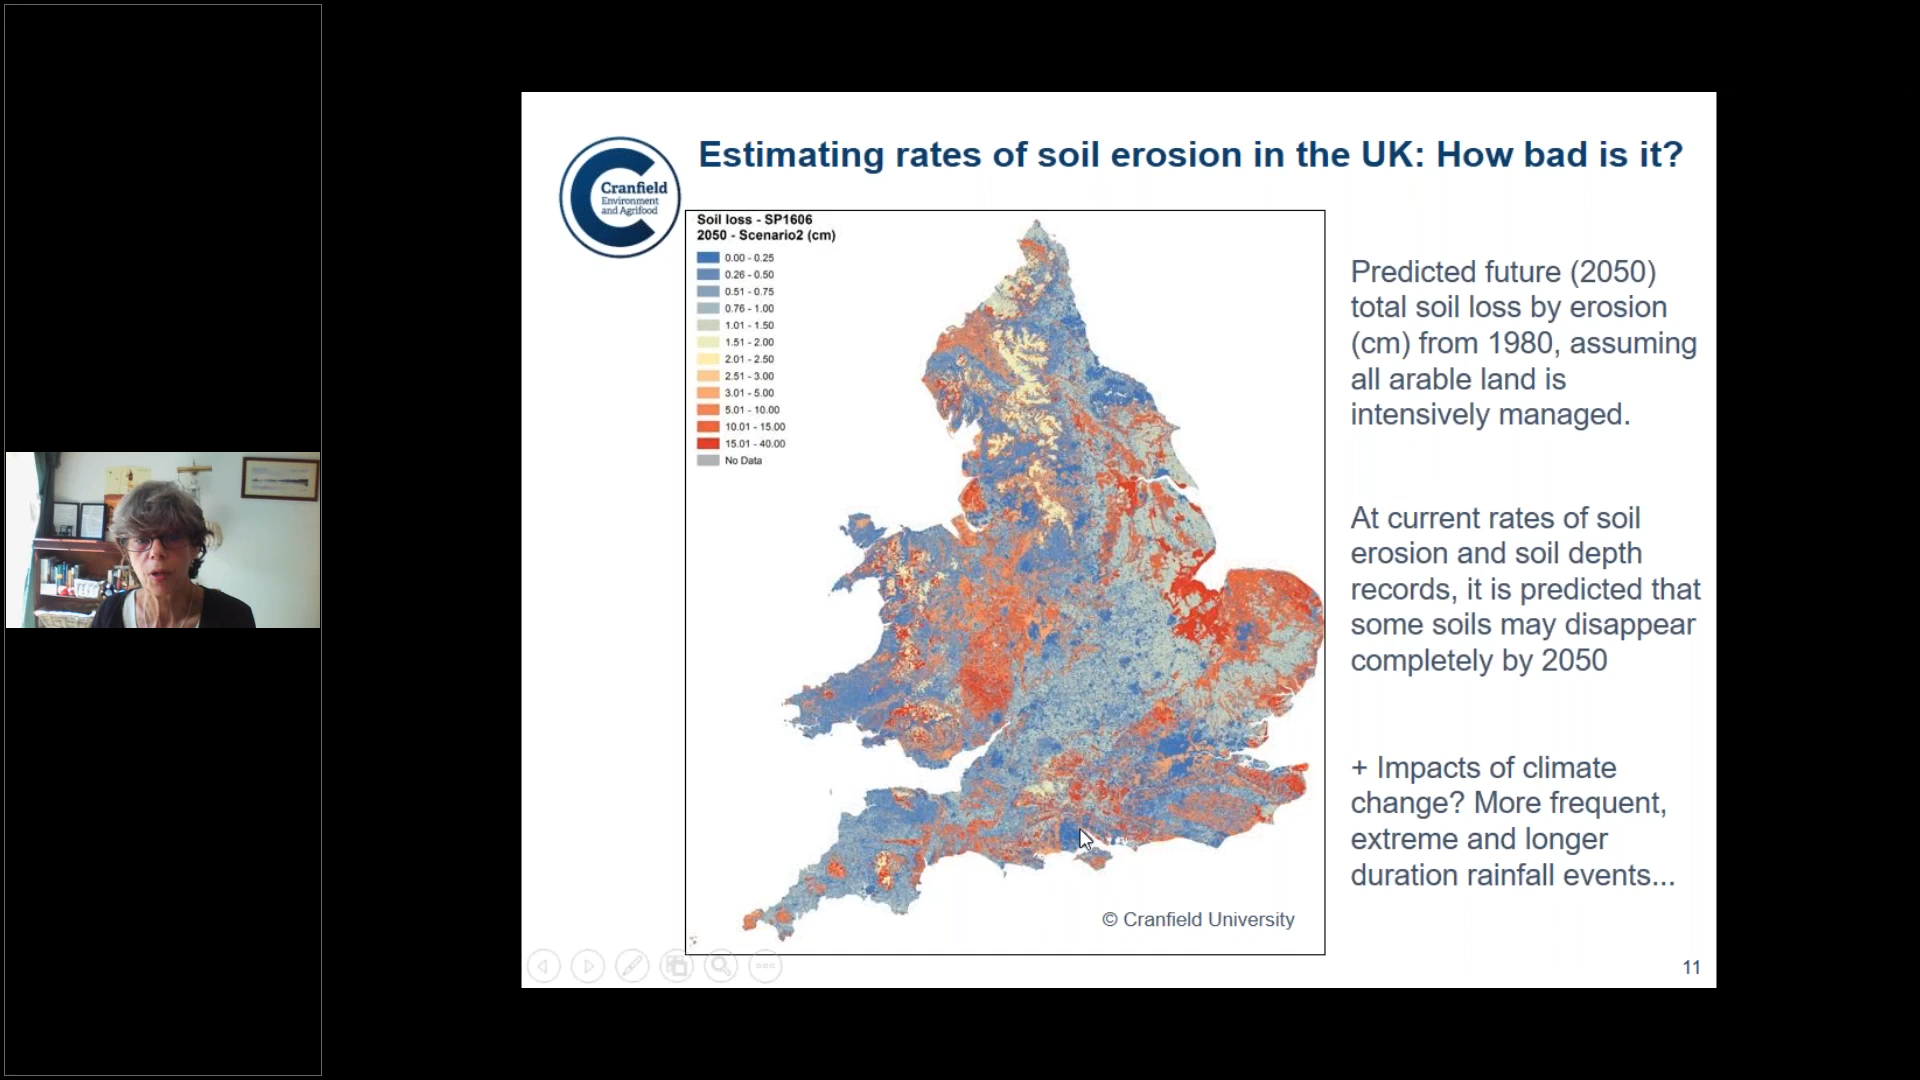 Estimating rates of soil erosion in the UK: How bad is it?
Cranfield
Environment
and Agrifood
Soil loss - SP1606
2050 - Scenario2 (cm)
0.00 - 0.25
0.26 - 0.50
0.51 - 0.75
0.76 - 1.00
1.01 - 1.50
1.51 - 2.00
2.01 - 2.50
2.51 - 3.00
3.01 - 5.00
5.01 - 10.00
10.01 - 15.00
15.01 - 40.00
No Data
© Cranfield University
Predicted future (2050)
total soil loss by erosion
(cm) from 1980, assuming
all arable land is
intensively managed.
At current rates of soil
erosion and soil depth
records, it is predicted that
some soils may disappear
completely by 2050
+ Impacts of climate
change? More frequent,
extreme and longer
duration rainfall events...
11